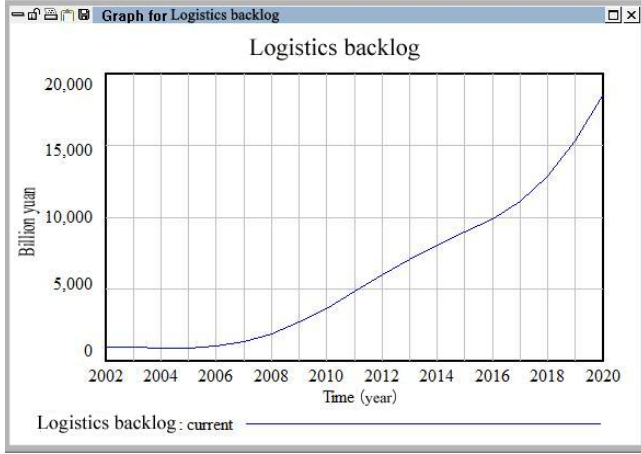 Graph for Logistics backlog
Logistics backlog
20,000
15,000
10,000
5,000
0
Billion yuan
2002 2004 2006 2008 2010 2012 2014 2016 2018 2020
Time (year)
Logistics backlog : current